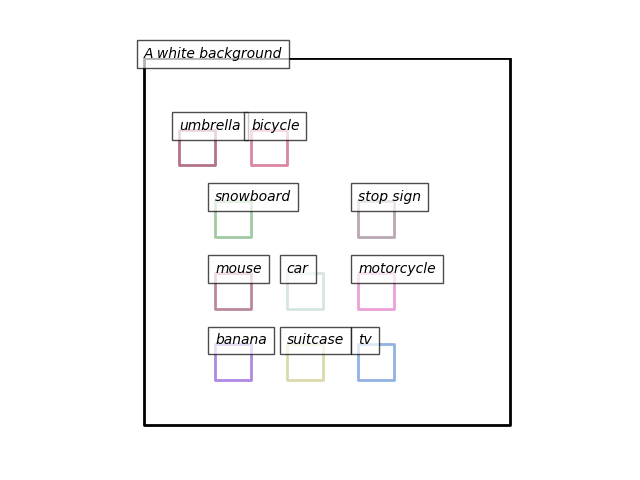 A white background
umbrella
bicycle
snowboard
stop sign
mouse
car
motorcycle
banana
suitcase
tv